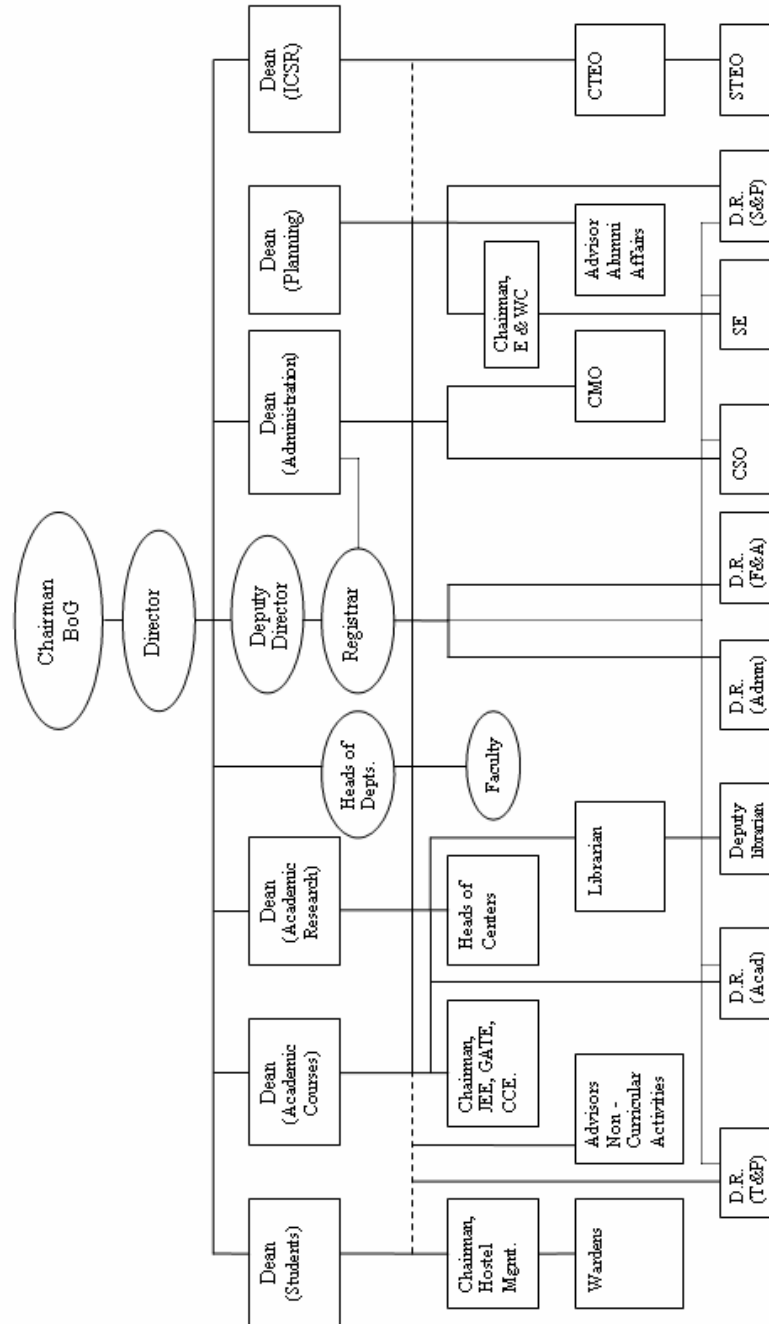 Chairman
BoG
Director
Deputy
Director
Registrar
Dean
(Students)
Dean
(Academic
Courses)
Dean
(Academic
Research)
Heads of
Depts.
Dean
(Administration)
Dean
(Planning)
Dean
(ICSR)
Chairman,
Hostel
Mgmt.
Chairman,
JEE, GATE,
CCE.
Heads of
Centers
Faculty
Chairman,
E & WC
Wardens
Advisors
Non -
Curricular
Activities
Librarian
CMO
Advisor
Alumni
Affairs
CTEO
D.R.
(T&P)
D.R.
(Acad)
Deputy
librarian
D.R.
(Admn)
D.R.
(F&A)
CSO
SE
D.R.
(S&P)
STEO